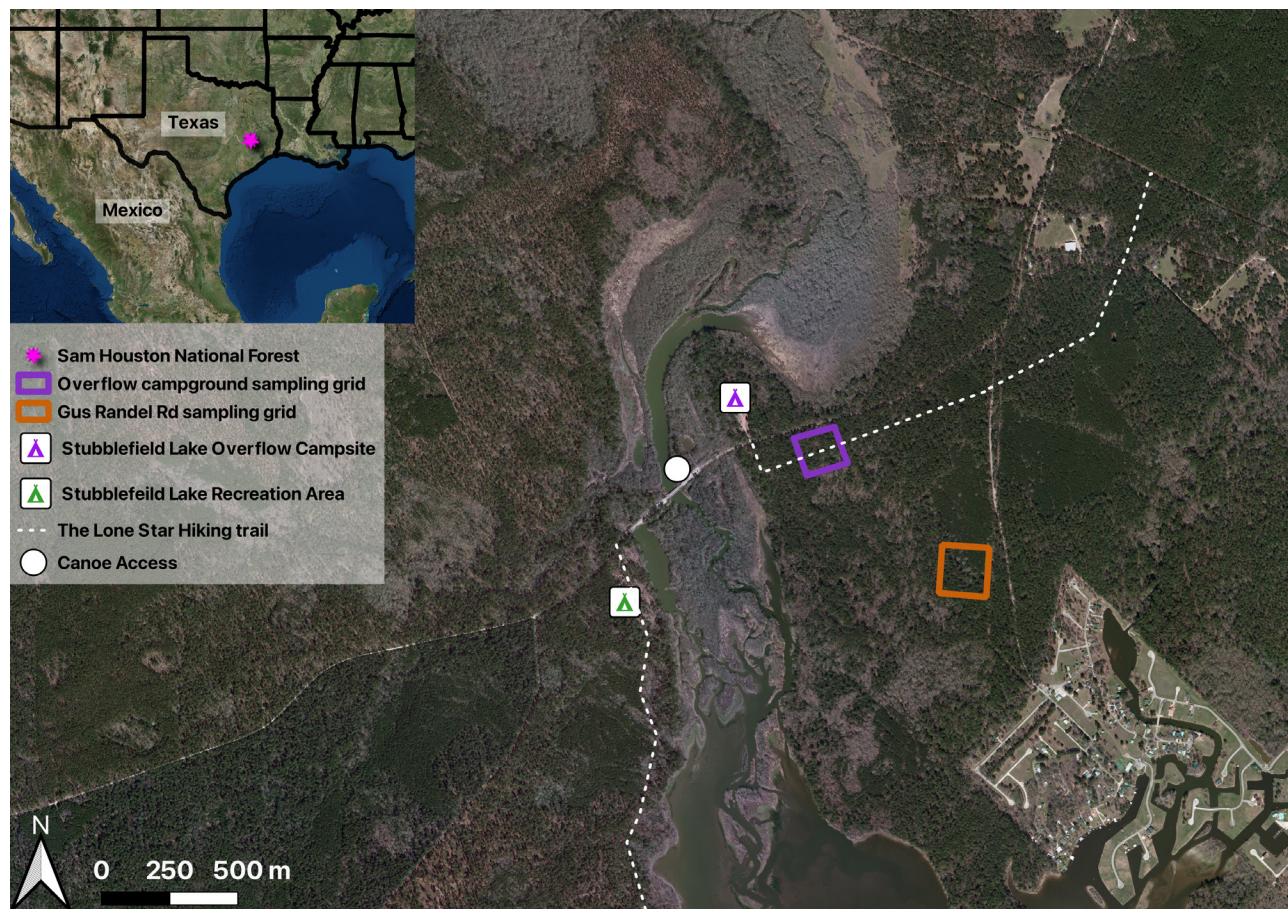 Texas
Mexico
Sam Houston National Forest
Overflow campground sampling grid
Gus Randel Rd sampling grid
Stubblefield Lake Overflow Campsite
Stubblefeild Lake Recreation Area
The Lone Star Hiking trail
Canoe Access
N
0 250 500 m